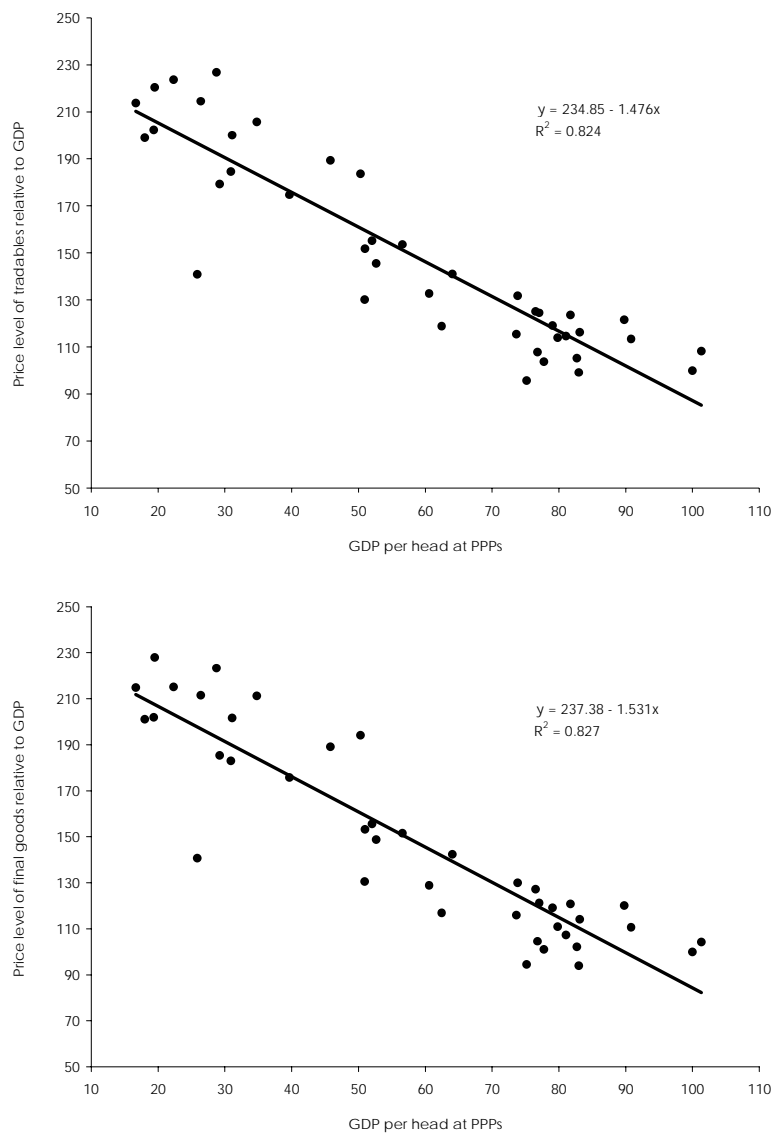 250
230
210
190
170
150
130
110
90
70
50
Price level of tradables relative to GDP
y = 234.85 - 1.476x
R² = 0.824
10 20 30 40 50 60 70 80 90 100 110
GDP per head at PPPs
250
230
210
190
170
150
130
110
90
70
50
Price level of final goods relative to GDP
y = 237.38 - 1.531x
R² = 0.827
10 20 30 40 50 60 70 80 90 100 110
GDP per head at PPPs